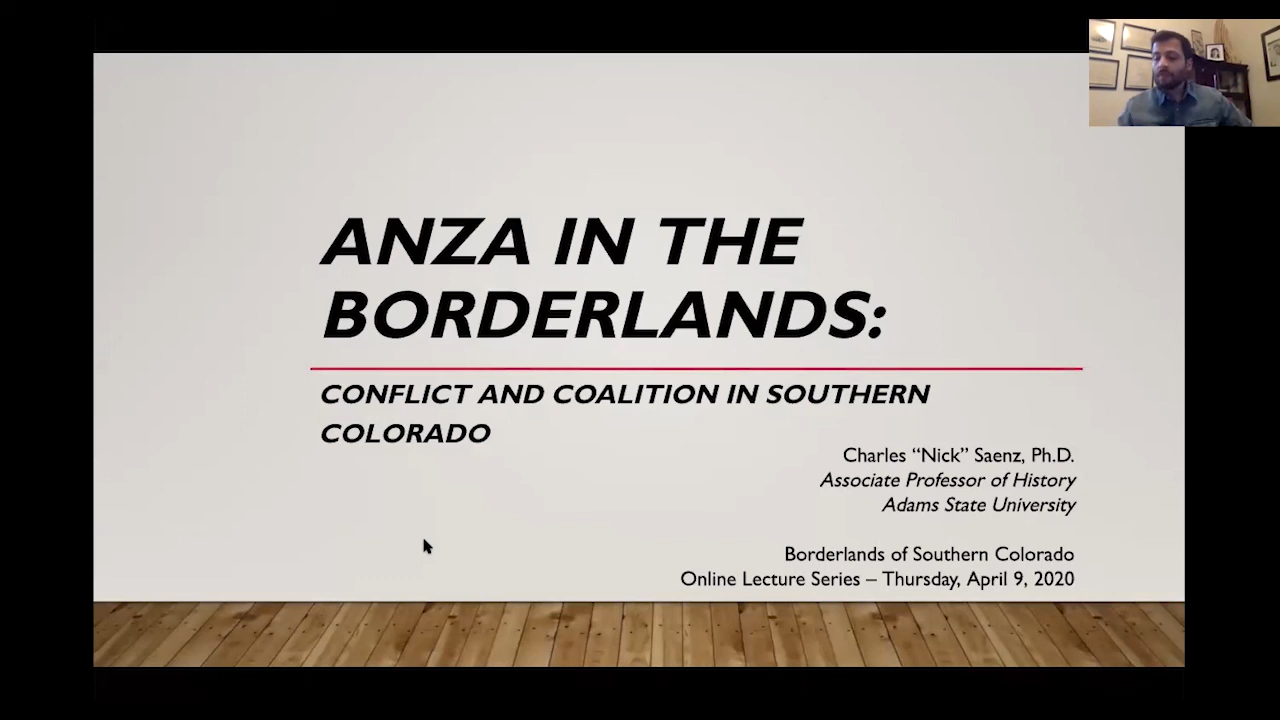 ANZA IN THE
BORDERLANDS:
CONFLICT AND COALITION IN SOUTHERN
COLORADO
Charles “Nick” Saenz, Ph.D.
Associate Professor of History
Adams State University
Borderlands of Southern Colorado
Online Lecture Series – Thursday, April 9, 2020